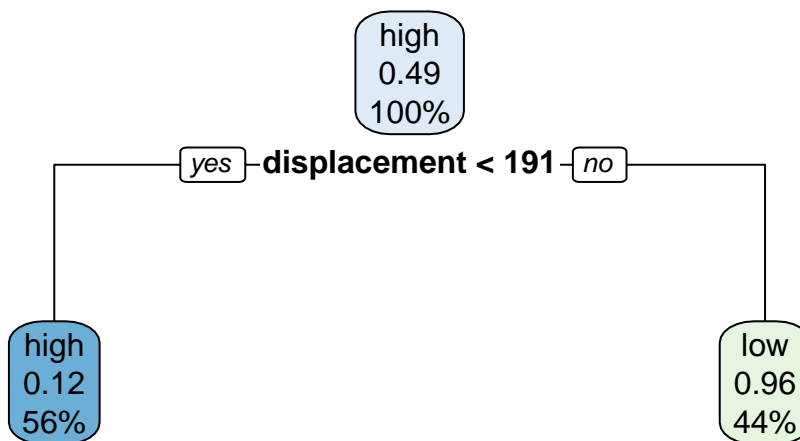 high
0.49
100%
yes displacement < 191 no
high
0.12
56%
low
0.96
44%